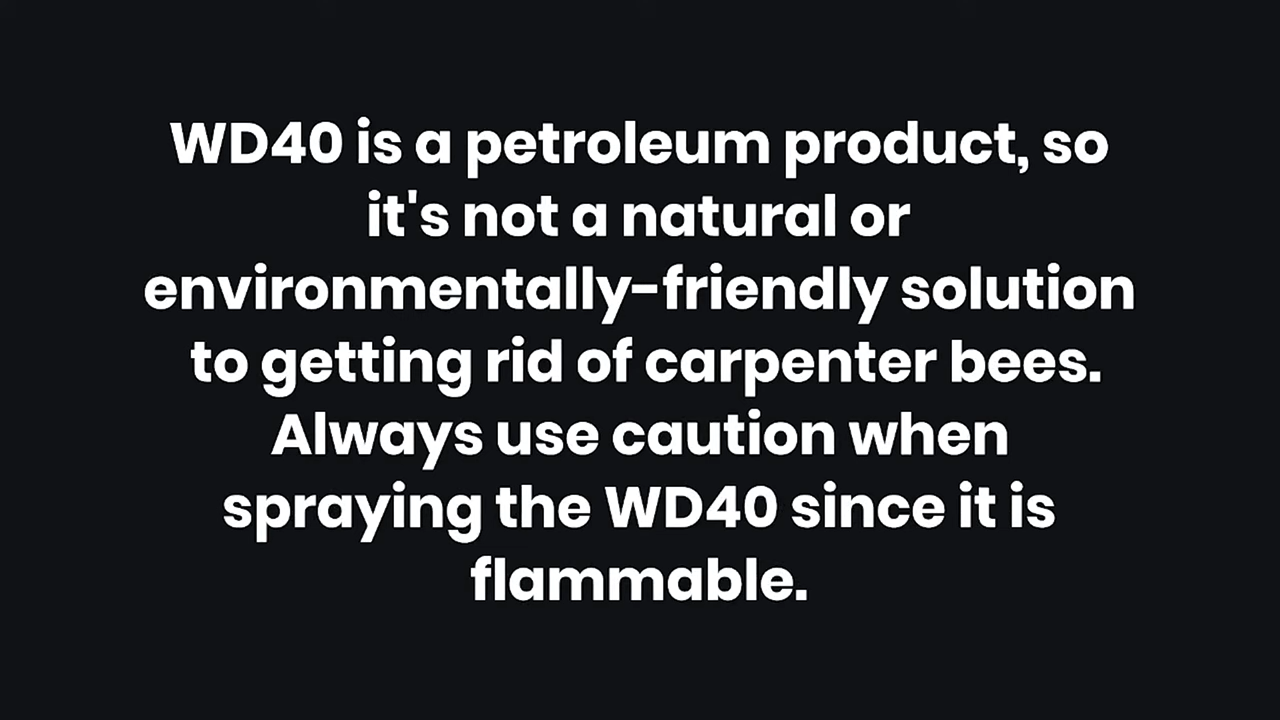 WD40 is a petroleum product, so
it's not a natural or
environmentally-friendly solution
to getting rid of carpenter bees.
Always use caution when
spraying the WD40 since it is
flammable.